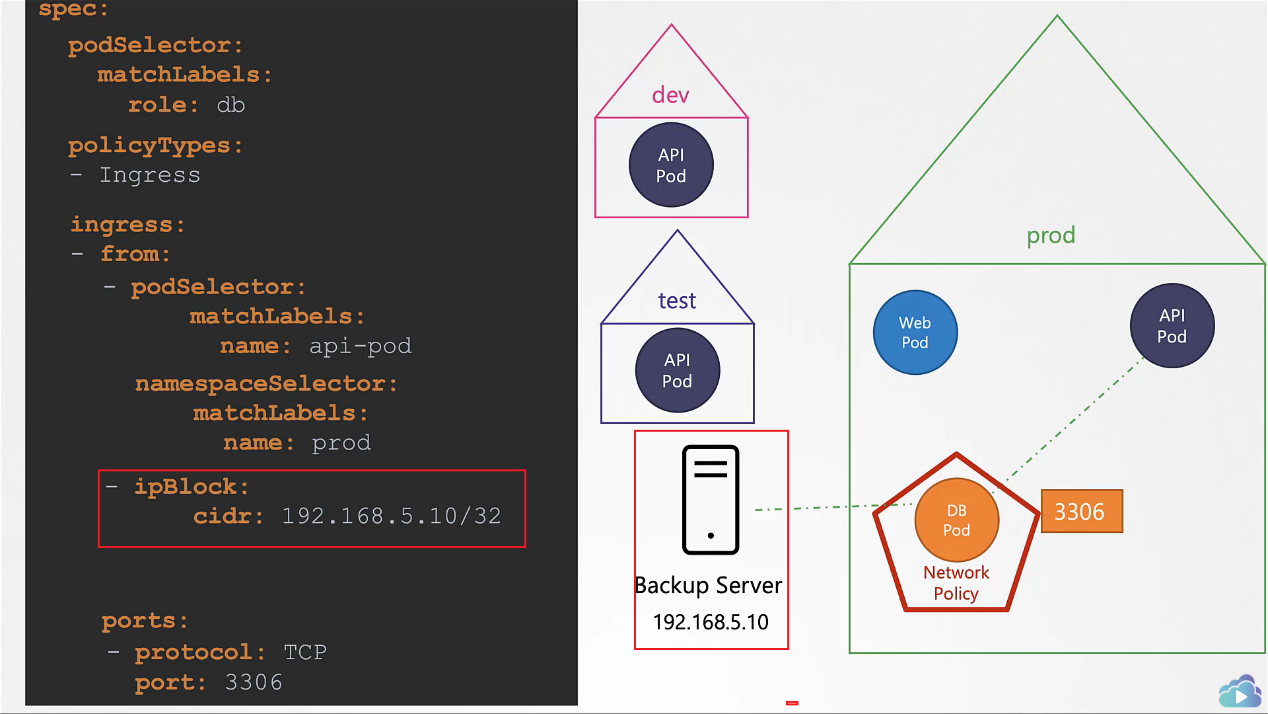 spec:
podSelector:
matchLabels:
role: db
policyTypes:
- Ingress
ingress:
- from:
- podSelector:
matchLabels:
name: api-pod
namespaceSelector:
matchLabels:
name: prod
- ipBlock:
cidr: 192.168.5.10/32
ports:
- protocol: TCP
port: 3306
dev
API
Pod
test
API
Pod
Backup Server
192.168.5.10
prod
Web
Pod
API
Pod
DB
Pod
Network
Policy
3306